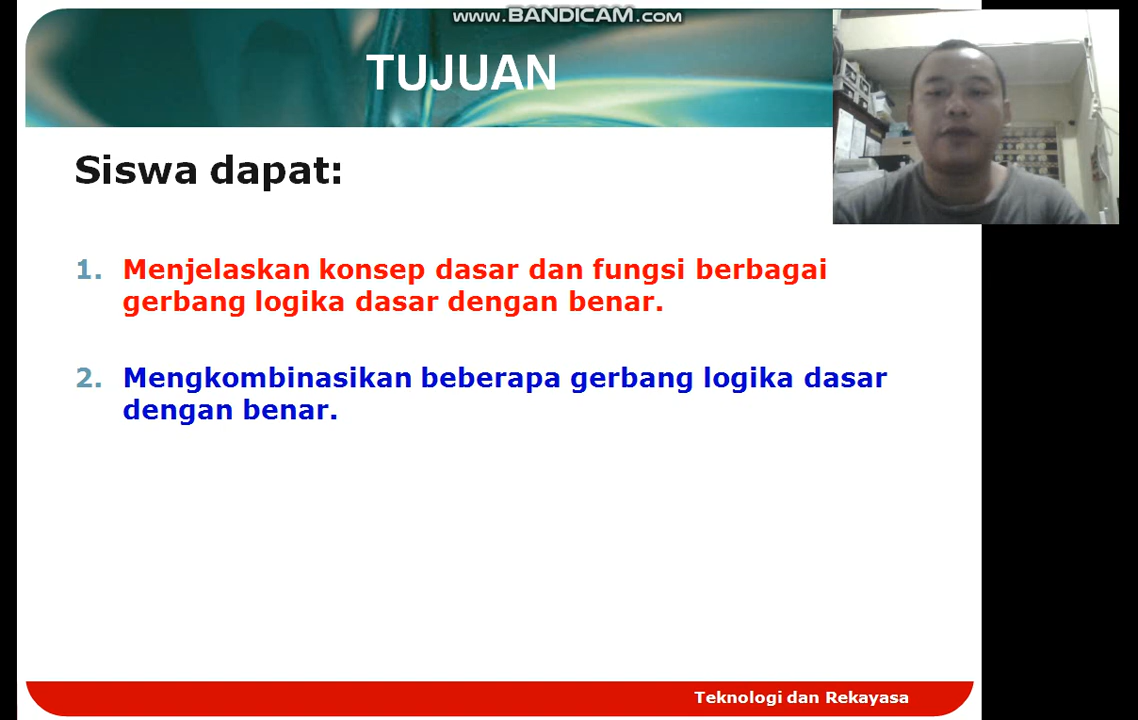 www.BANDICAM.com
TUJUAN
Siswa dapat:
1. Menjelaskan konsep dasar dan fungsi berbagai
gerbang logika dasar dengan benar.
2. Mengkombinasikan beberapa gerbang logika dasar
dengan benar.
Teknologi dan Rekayasa